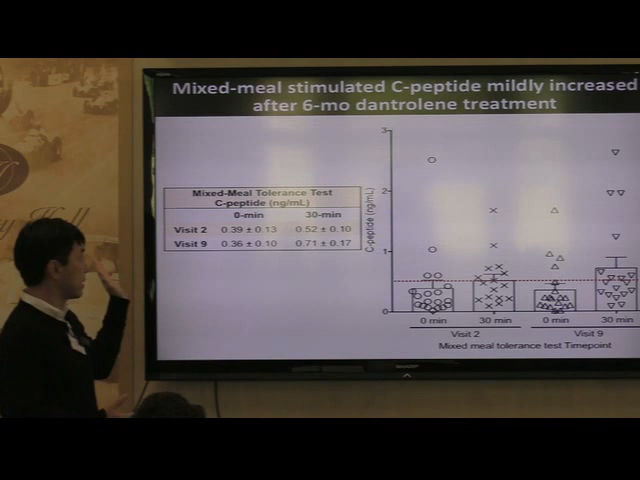 Mixed-meal stimulated C-peptide mildly increased
after 6-mo dantrolene treatment
Mixed-Meal Tolerance Test
C-peptide (ng/mL)
0-min 30-min
Visit 2 0.39 ± 0.13 0.52 ± 0.10
Visit 9 0.36 ± 0.10 0.71 ± 0.17
C-peptide (ng/mL)
3
2
1
0
0 min 30 min 0 min 30 min
Visit 2 Visit 9
Mixed meal tolerance test Timepoint